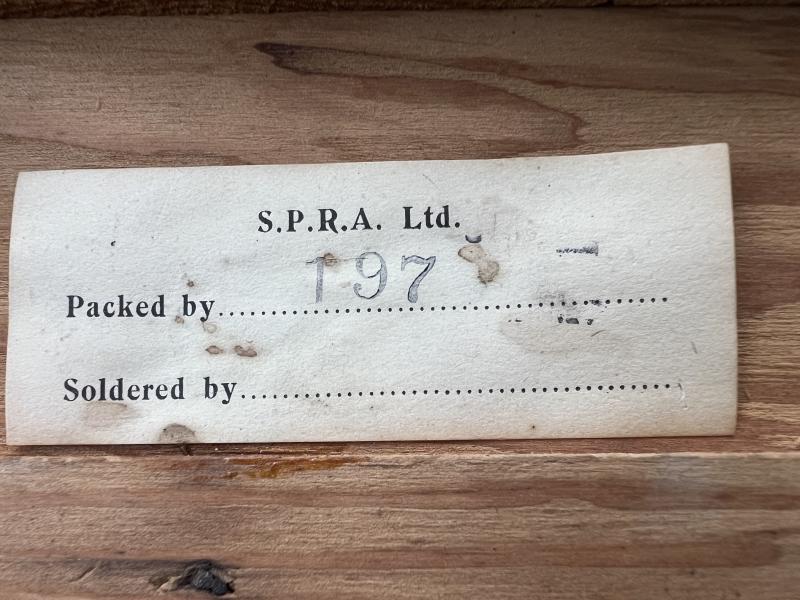 S.P.R.A. Ltd.
Packed by 197
Soldered by